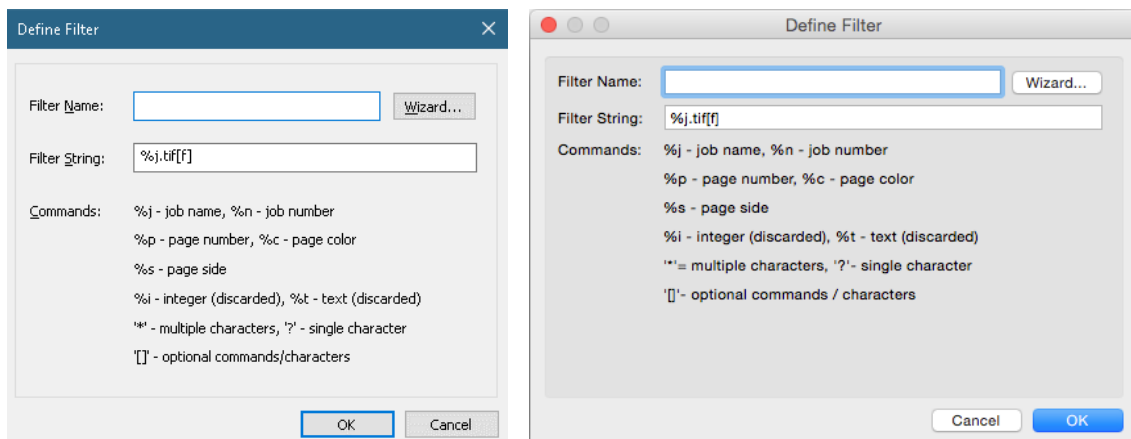 Define Filter
Filter Name:
Wizard...
Filter String: %j.tif[f]
Commands: %j - job name, %n - job number
%p - page number, %c - page color
%s - page side
%i - integer (discarded), %t - text (discarded)
'*' - multiple characters, '?' - single character
'[]' - optional commands/characters
OK Cancel
Define Filter
Filter Name: Wizard...
Filter String: %j.tif[f]
Commands: %j - job name, %n - job number
%p - page number, %c - page color
%s - page side
%i - integer (discarded), %t - text (discarded)
'*'= multiple characters, '?'- single character
'[]'- optional commands / characters
Cancel OK